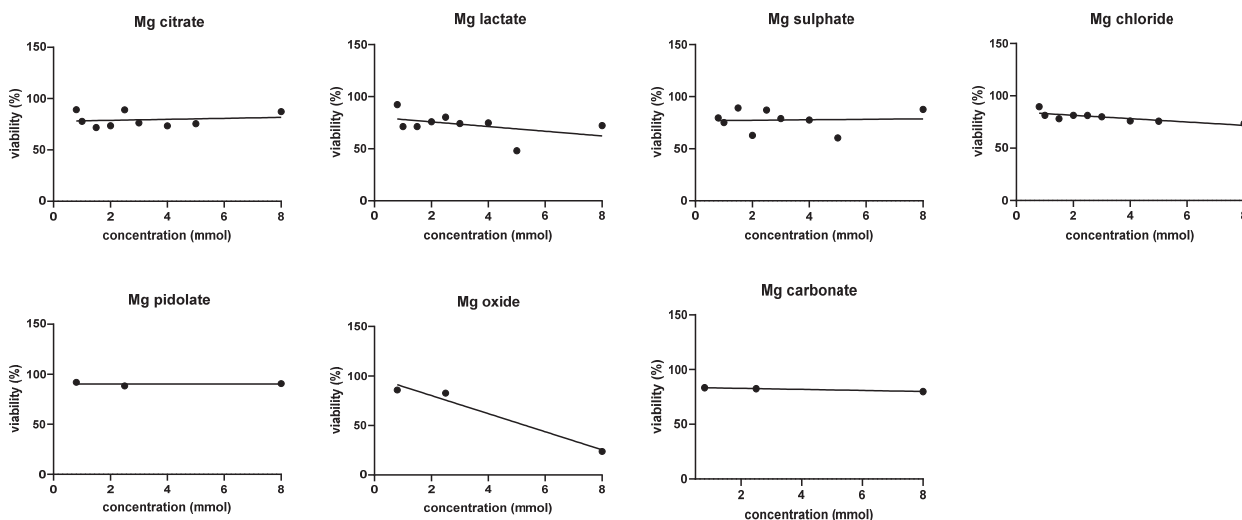 Mg citrate
150
100
50
0
viability (%)
0 2 4 6 8
concentration (mmol)
Mg lactate
150
100
50
0
viability (%)
0 2 4 6 8
concentration (mmol)
Mg sulphate
150
100
50
0
viability (%)
0 2 4 6 8
concentration (mmol)
Mg chloride
150
100
50
0
viability (%)
0 2 4 6 8
concentration (mmol)
Mg pidolate
150
100
50
0
viability (%)
0 2 4 6 8
concentration (mmol)
Mg oxide
150
100
50
0
viability (%)
0 2 4 6 8
concentration (mmol)
Mg carbonate
150
100
50
0
viability (%)
2 4 6 8
concentration (mmol)